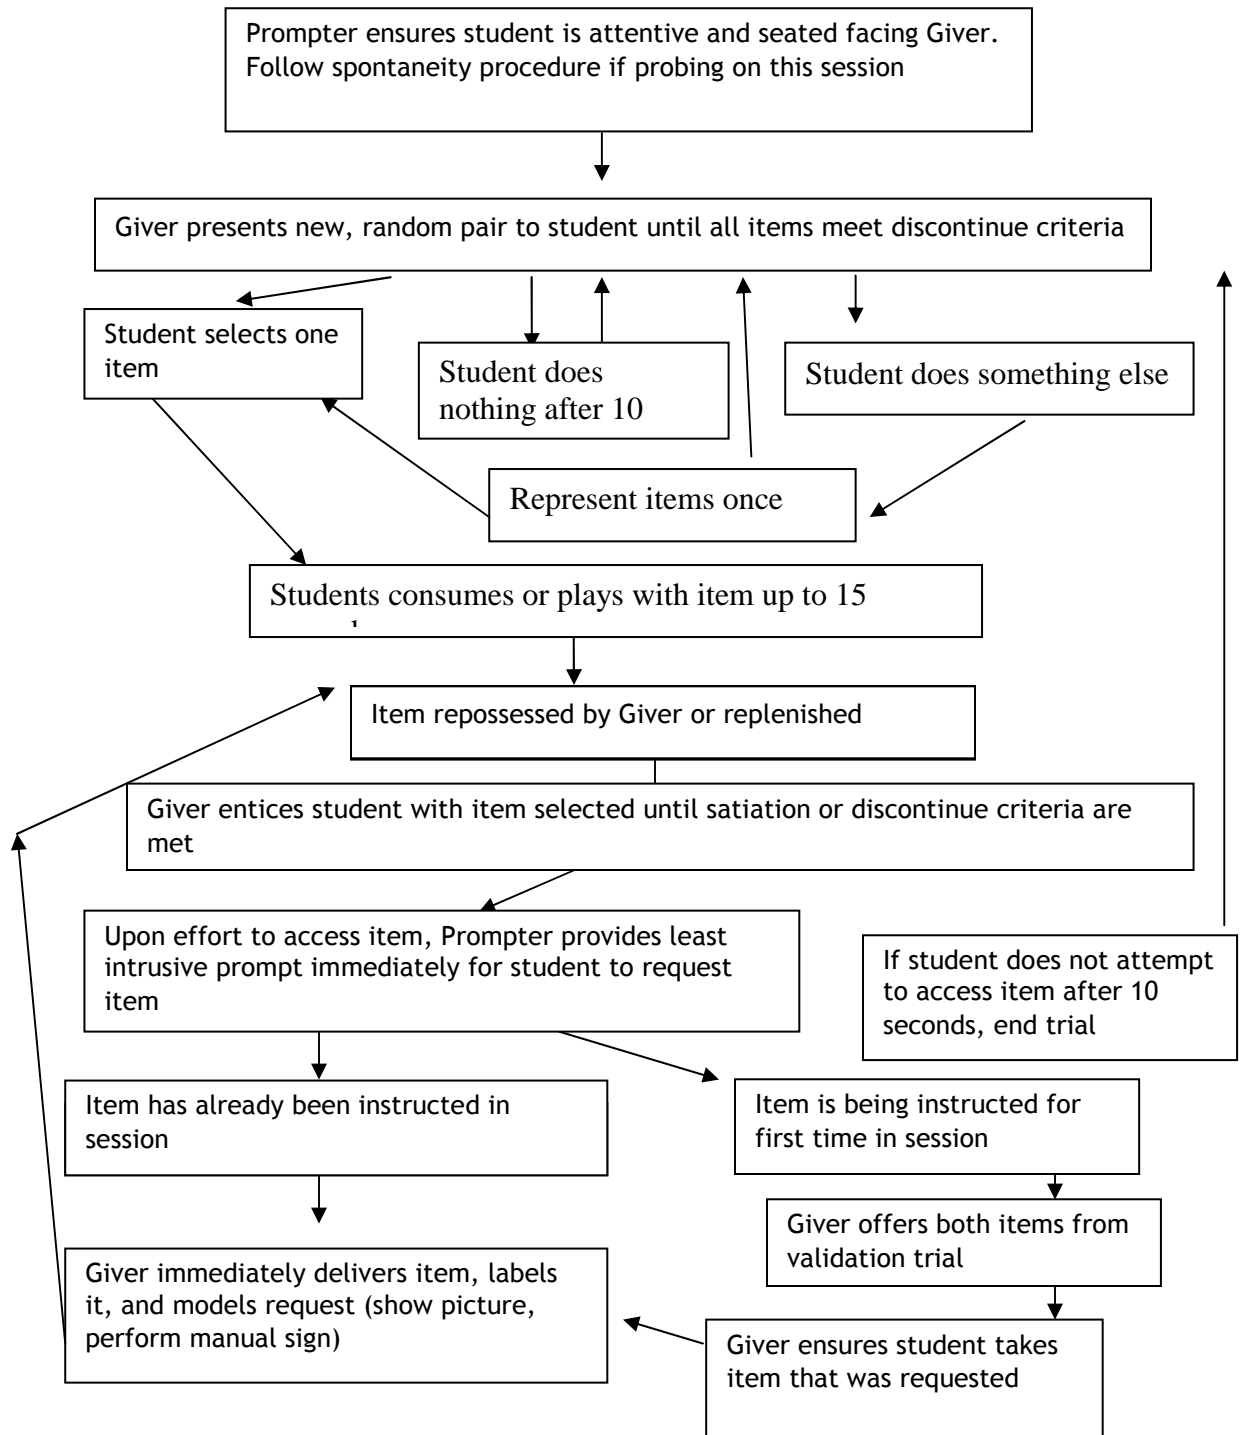 Prompter ensures student is attentive and seated facing Giver.
Follow spontaneity procedure if probing on this session
Giver presents new, random pair to student until all items meet discontinue criteria
Student selects one
item
Student does
nothing after 10
Student does something else
Represent items once
Students consumes or plays with item up to 15
Item repossessed by Giver or replenished
Giver entices student with item selected until satiation or discontinue criteria are
met
Upon effort to access item, Prompter provides least
intrusive prompt immediately for student to request
item
If student does not attempt
to access item after 10
seconds, end trial
Item has already been instructed in
session
Item is being instructed for
first time in session
Giver offers both items from
validation trial
Giver immediately delivers item, labels
it, and models request (show picture,
perform manual sign)
Giver ensures student takes
item that was requested